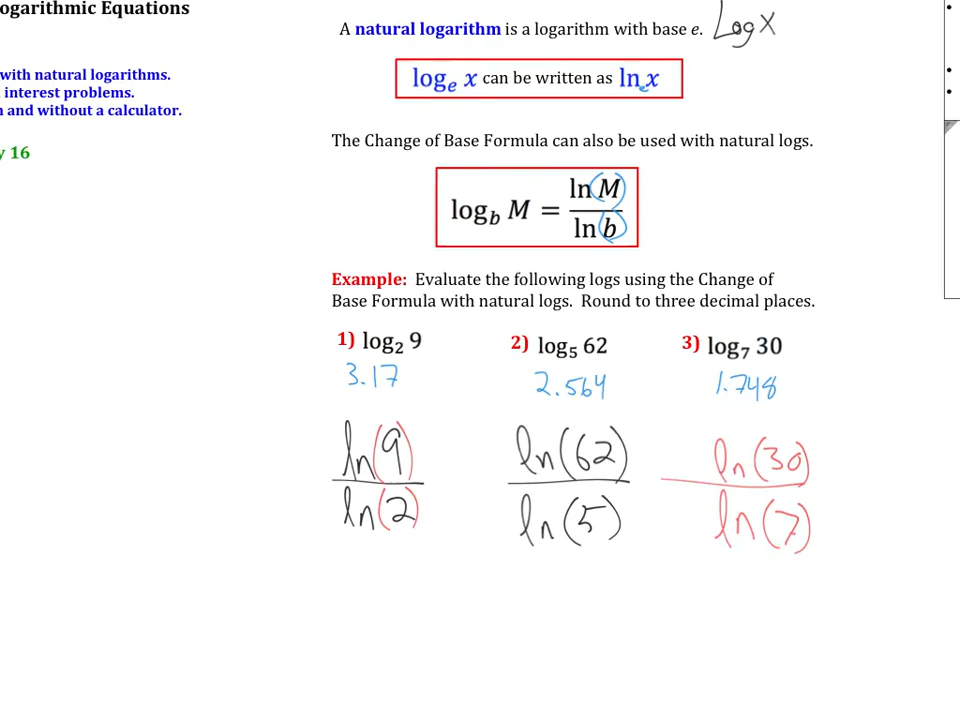 ogarithmic Equations
with natural logarithms.
interest problems.
and without a calculator.
y 16
A natural logarithm is a logarithm with base e. Log X
logₑ x can be written as ln x
The Change of Base Formula can also be used with natural logs.
log_b M = ln(M) / ln(b)
Example: Evaluate the following logs using the Change of
Base Formula with natural logs. Round to three decimal places.
1) log₂ 9 2) log₅ 62 3) log₇ 30
3.17 2.564 1.748
ln(9) ln(62) ln(30)
ln(2) ln(5) ln(7)